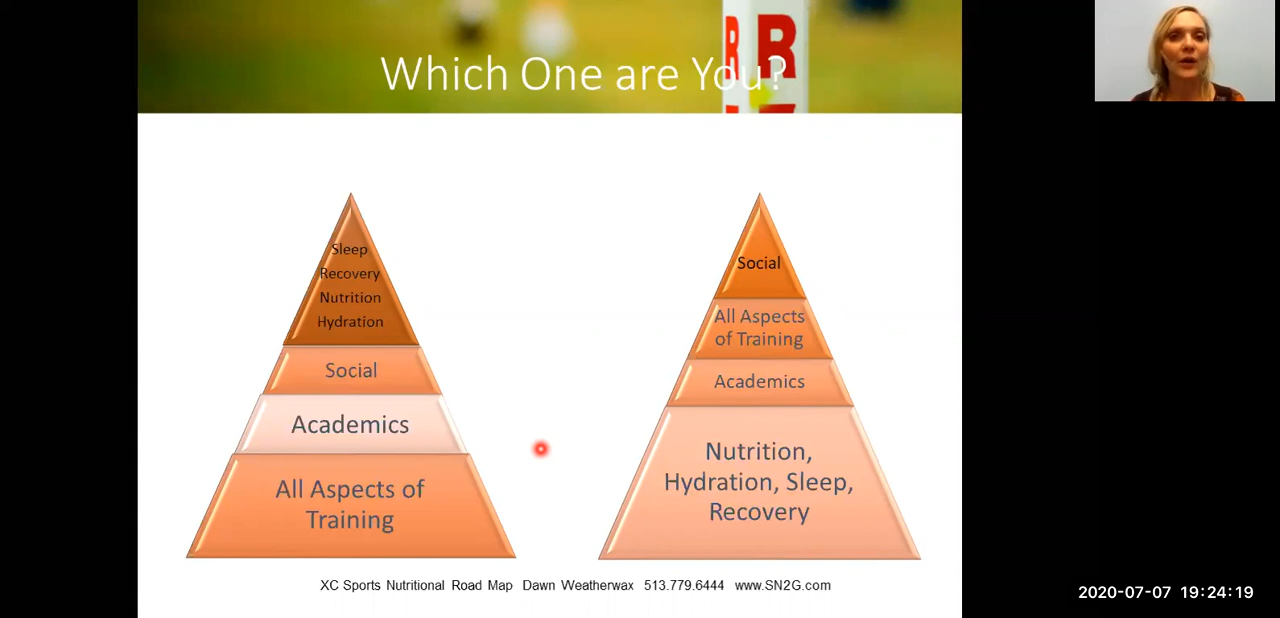 Which One are You?
R R
Sleep
Recovery
Nutrition
Hydration
Social
Academics
All Aspects of
Training
Social
All Aspects
of Training
Academics
Nutrition,
Hydration, Sleep,
Recovery
XC Sports Nutritional Road Map Dawn Weatherwax 513.779.6444 www.SN2G.com
2020-07-07 19:24:19